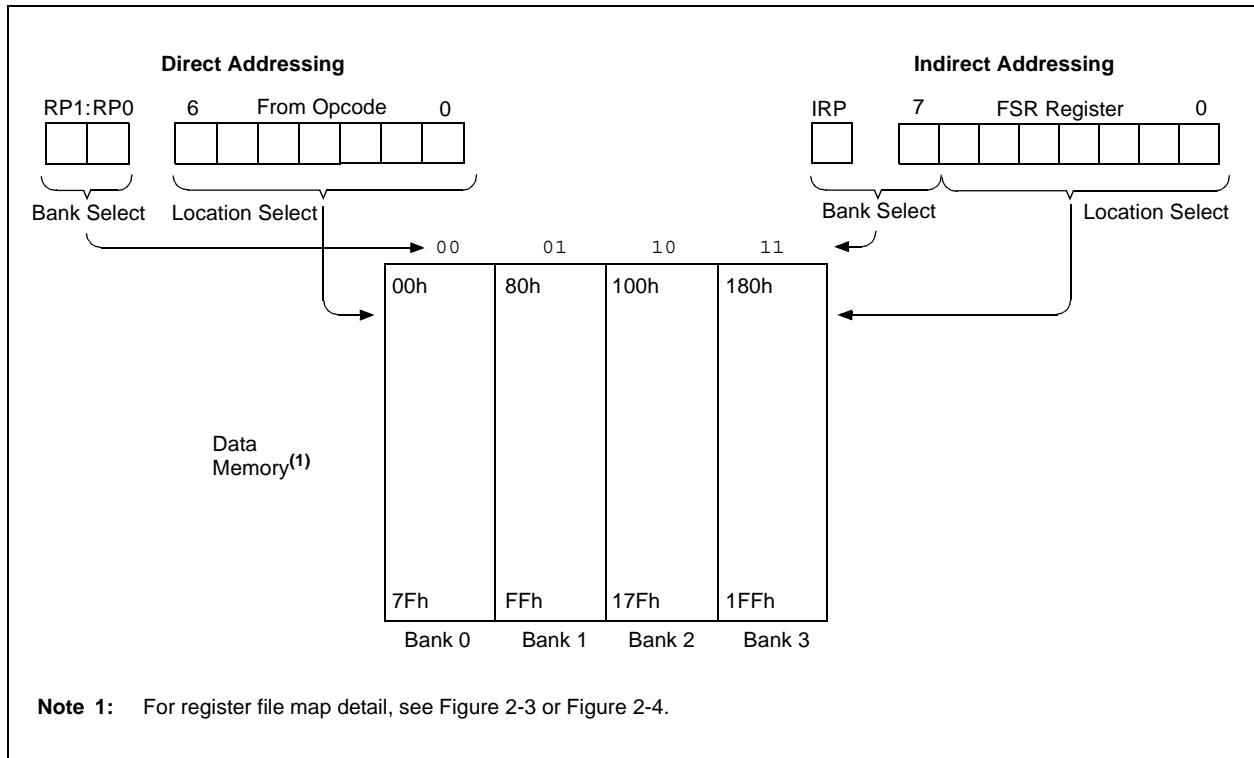 Direct Addressing
Indirect Addressing
RP1:RP0 6 From Opcode 0
IRP 7 FSR Register 0
Bank Select Location Select
Bank Select Location Select
00 01 10 11
00h 80h 100h 180h
Data
Memory(1)
7Fh FFh 17Fh 1FFh
Bank 0 Bank 1 Bank 2 Bank 3
Note 1: For register file map detail, see Figure 2-3 or Figure 2-4.